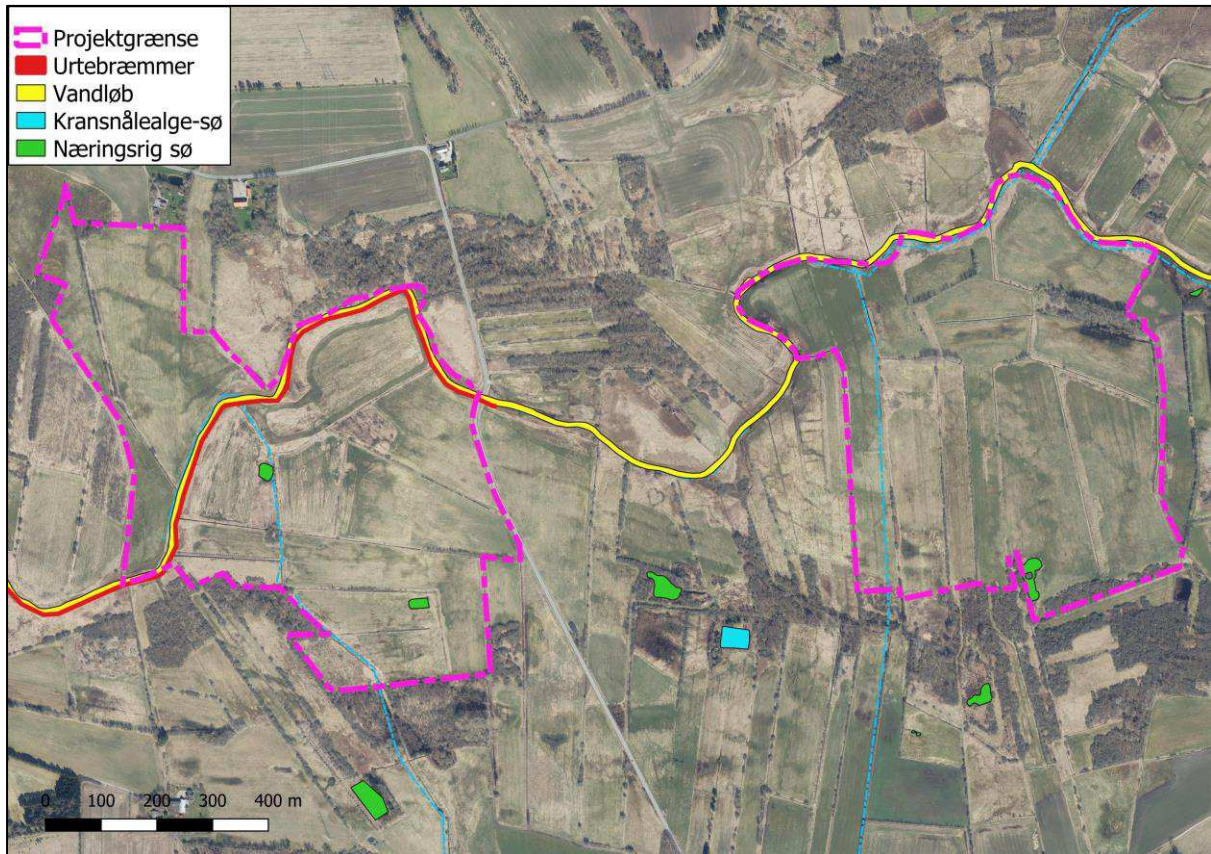 Projektgrænse
Urtebræmmer
Vandløb
Kransnålealge-sø
Næringsrig sø
0 100 200 300 400 m